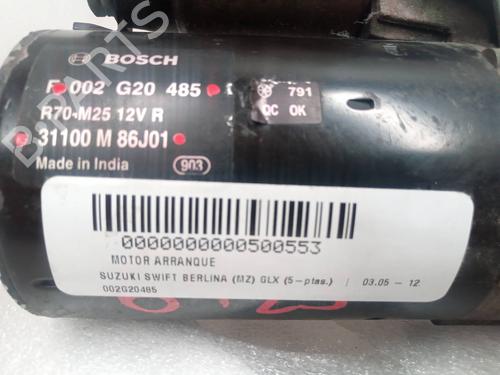 BOSCH
F 002 G20 485
R70-M25 12V R
31100 M 86J01
Made in India
903
791
QC OK
B PARTS
0000000000500553
MOTOR ARRANQUE
SUZUKI SWIFT BERLINA (MZ) GLX (5-ptas.) | 03.05 - 12
002G20485